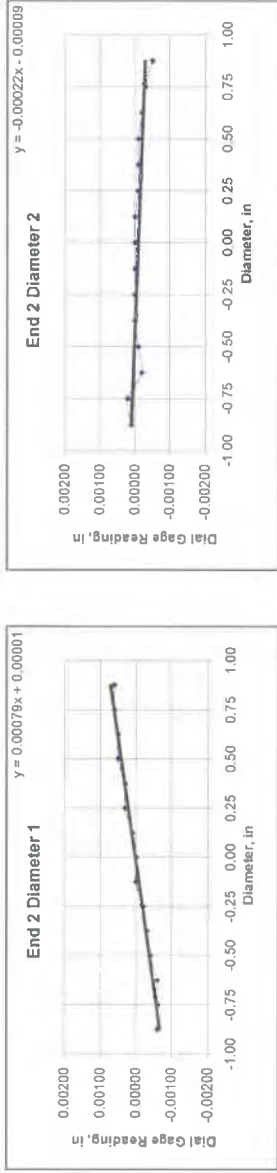 y = 0.00079x + 0.00001
End 2 Diameter 1
Dial Gage Reading, in
0.00200
0.00100
0.00000
-0.00100
-0.00200
-1.00 -0.75 -0.50 -0.25 0.00 0.25 0.50 0.75 1.00
Diameter, in
y = -0.00022x - 0.00009
End 2 Diameter 2
Dial Gage Reading, in
0.00200
0.00100
0.00000
-0.00100
-0.00200
-1.00 -0.75 -0.50 -0.25 0.00 0.25 0.50 0.75 1.00
Diameter, in